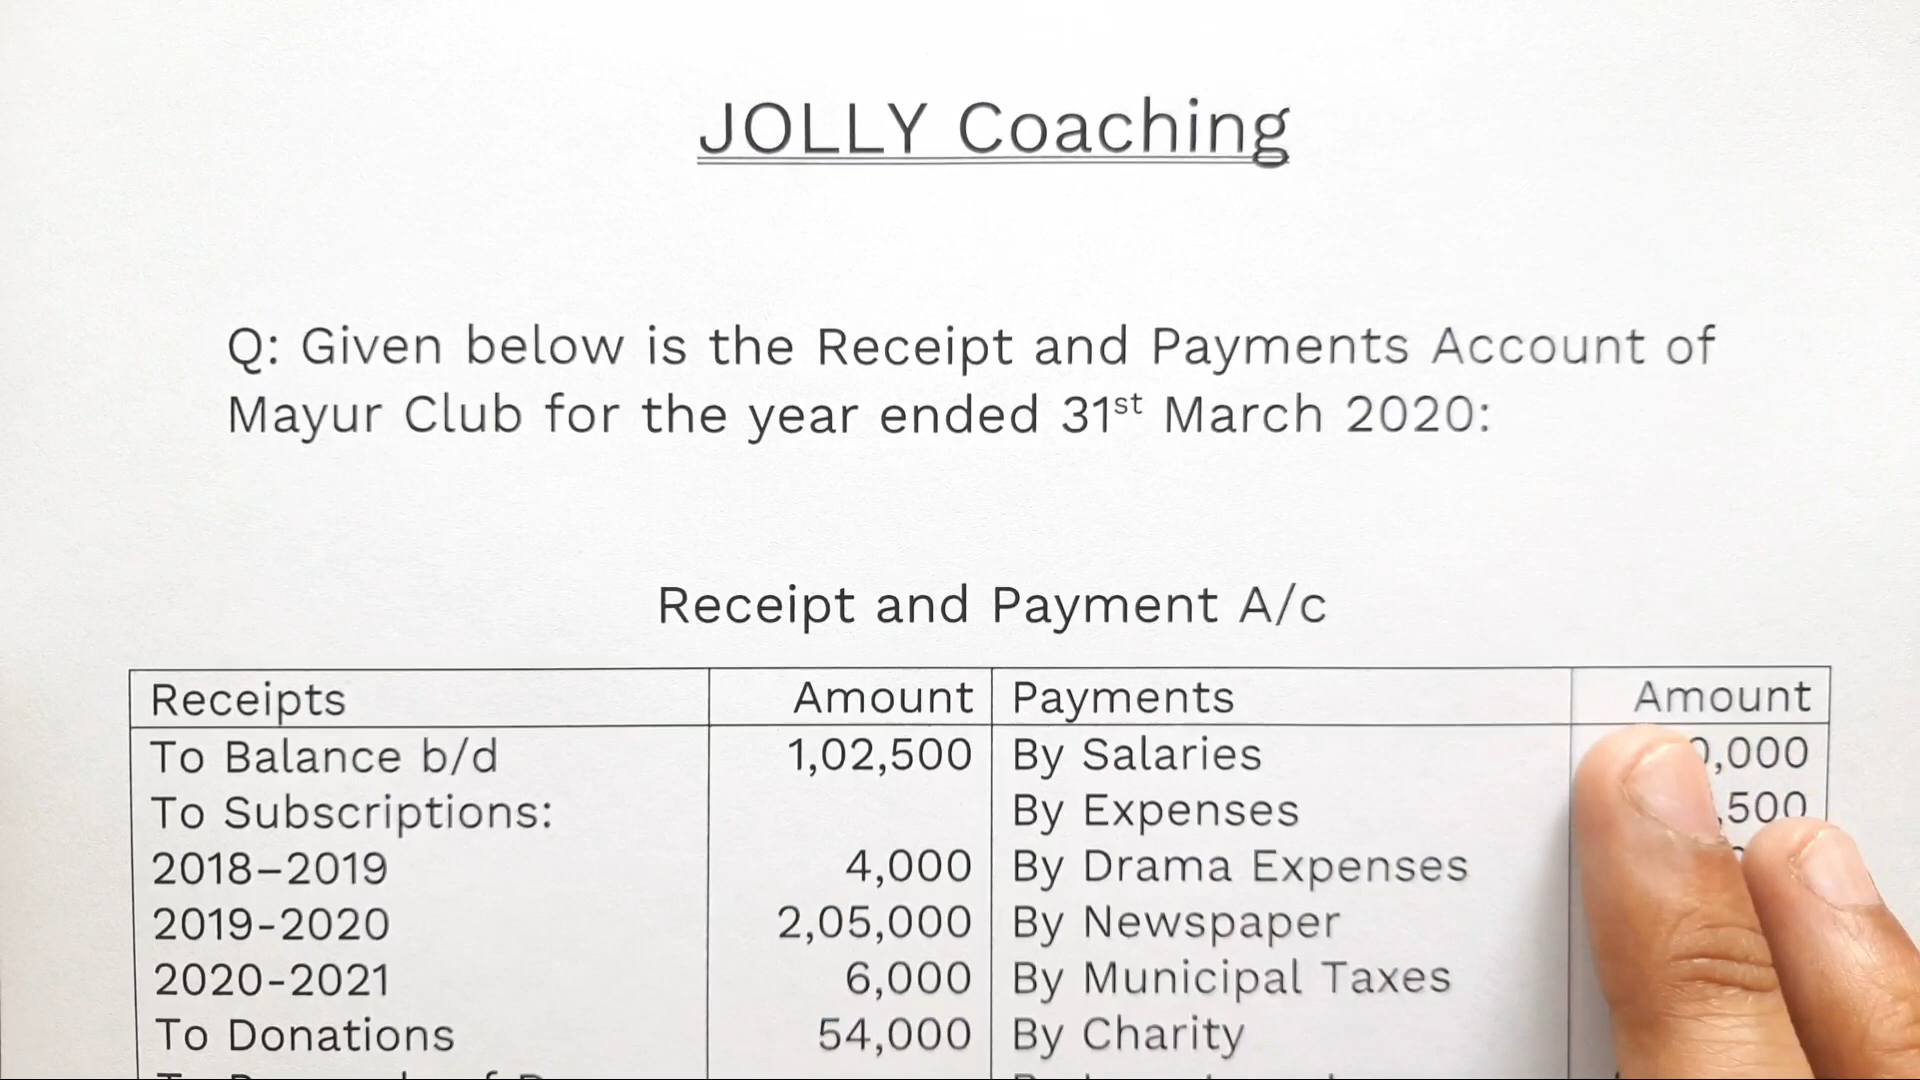 JOLLY Coaching
Q: Given below is the Receipt and Payments Account of
Mayur Club for the year ended 31st March 2020:
Receipt and Payment A/c
Receipts Amount Payments Amount
To Balance b/d 1,02,500 By Salaries
To Subscriptions: By Expenses
2018–2019 4,000 By Drama Expenses
2019-2020 2,05,000 By Newspaper
2020-2021 6,000 By Municipal Taxes
To Donations 54,000 By Charity